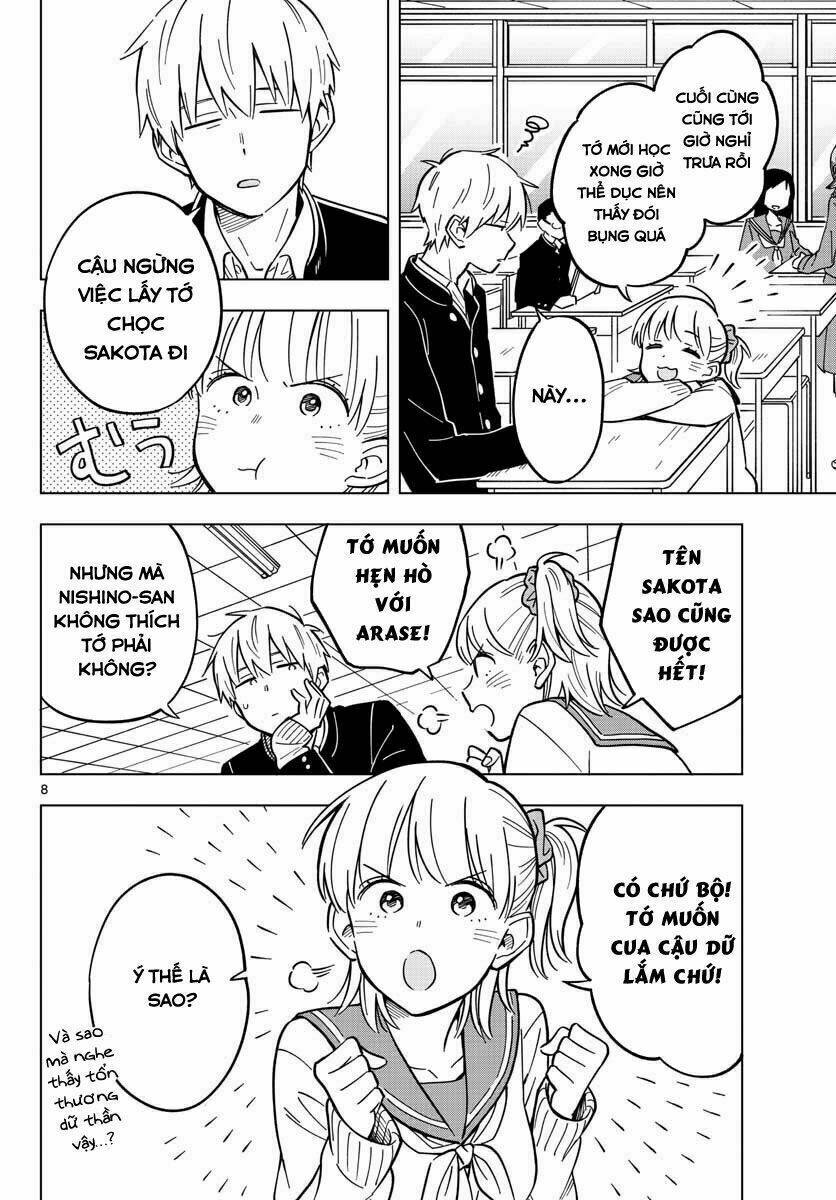 CUỐI CÙNG
CŨNG TỚI
GIỜ NGHỈ
TRƯA RỒI
TỚ MỚI HỌC
XONG GIỜ
THỂ DỤC NÊN
THẤY ĐÓI
BỤNG QUÁ
NÀY...
CẬU NGỪNG
VIỆC LẤY TỚ
CHỌC
SAKOTA ĐI
むぅ
TÊN
SAKOTA
SAO CŨNG
ĐƯỢC
HẾT!
TỚ MUỐN
HẸN HÒ
VỚI
ARASE!
NHƯNG MÀ
NISHINO-SAN
KHÔNG THÍCH
TỚ PHẢI
KHÔNG?
8
CÓ CHỨ BỘ!
TỚ MUỐN
CUA CẬU DỮ
LẮM CHỨ!
Ý THẾ LÀ
SAO?
Và sao
mà nghe
thấy tổn
thương
dữ thần
vậy...?